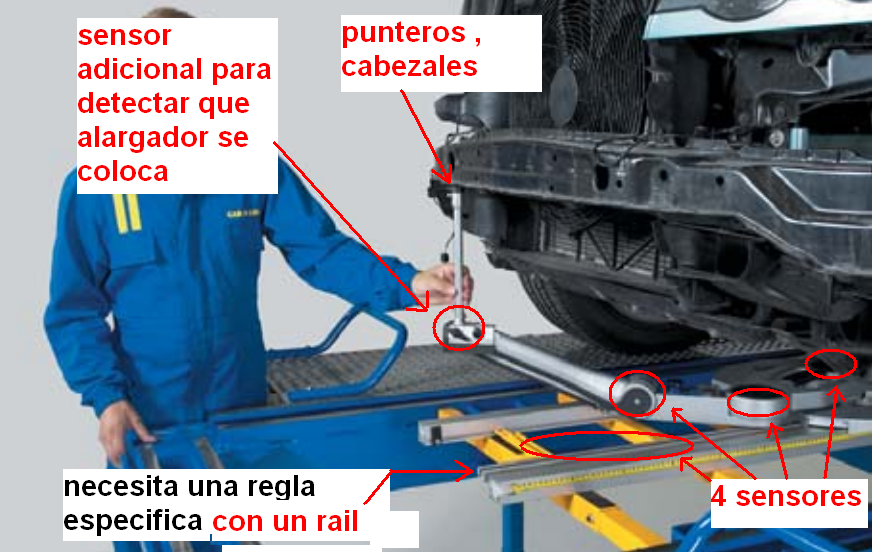 sensor
adicional para
detectar que
alargador se
coloca
punteros ,
cabezales
necesita una regla
especifica con un rail
4 sensores